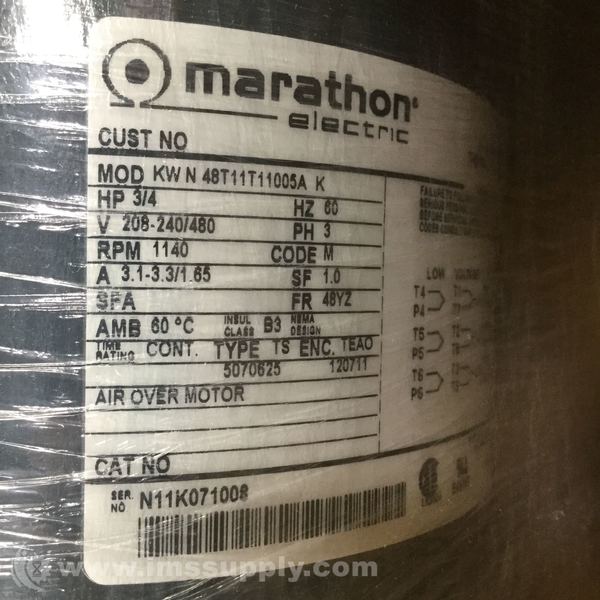 marathon®
electric
CUST NO
MOD KW N 48T11T11005A K
HP 3/4 HZ 60
V 208-240/480 PH 3
RPM 1140 CODE M
A 3.1-3.3/1.65 SF 1.0
SFA FR 48YZ
AMB 60 °C INSUL CLASS B3 NEMA DESIGN
TIME RATING CONT. TYPE TS ENC. TEAO
5070625 120711
AIR OVER MOTOR
CAT NO
SER. NO N11K071008
FAILURE TO
LOW
T4
P4
T5
P5
T6
P6
www.imssupply.com